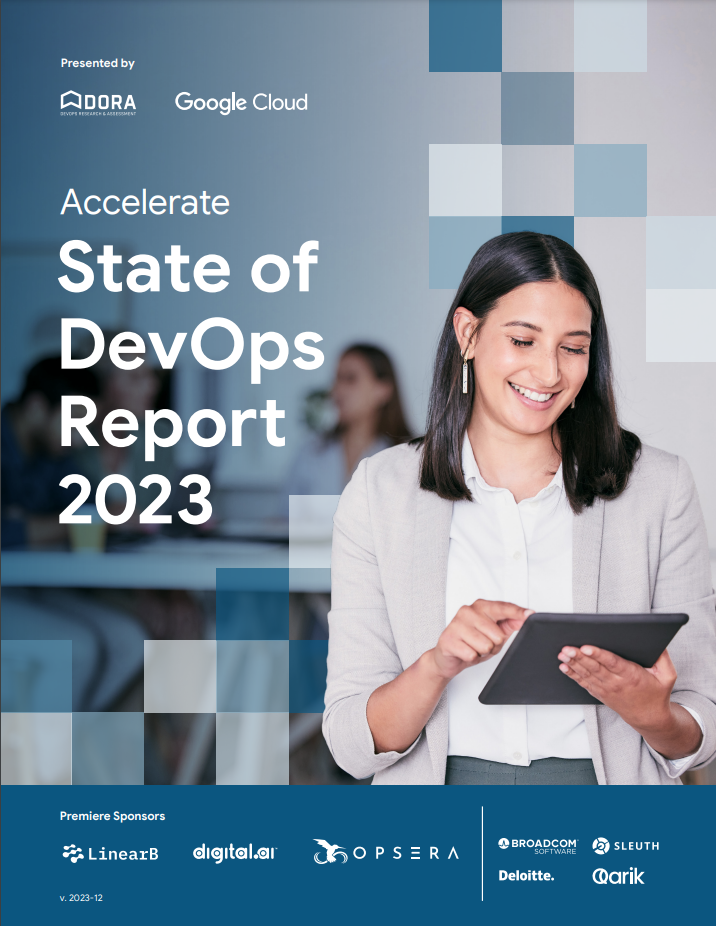 Presented by
DORA
DEVOPS RESEARCH & ASSESSMENT
Google Cloud
Accelerate
State of
DevOps
Report
2023
Premiere Sponsors
LinearB
digital.ai
OPSERA
BROADCOM
SOFTWARE
SLEUTH
Deloitte.
Qarik
v. 2023-12